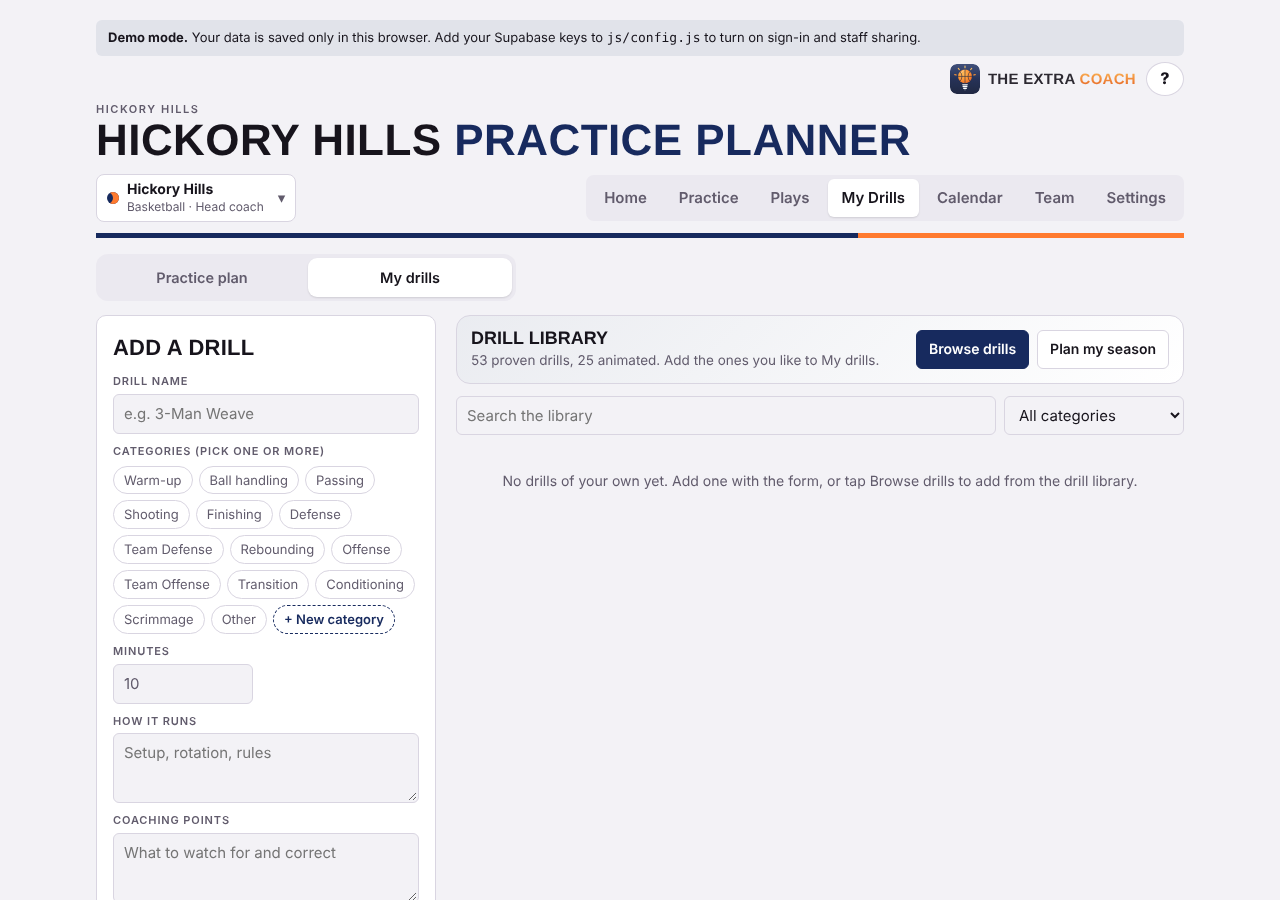 Demo mode. Your data is saved only in this browser. Add your Supabase keys to js/config.js to turn on sign-in and staff sharing.
THE EXTRA COACH ?
HICKORY HILLS
HICKORY HILLS PRACTICE PLANNER
Hickory Hills
Basketball · Head coach
▾
Home Practice Plays My Drills Calendar Team Settings
Practice plan My drills
ADD A DRILL
DRILL NAME
e.g. 3-Man Weave
CATEGORIES (PICK ONE OR MORE)
Warm-up Ball handling Passing
Shooting Finishing Defense
Team Defense Rebounding Offense
Team Offense Transition Conditioning
Scrimmage Other + New category
MINUTES
10
HOW IT RUNS
Setup, rotation, rules
COACHING POINTS
What to watch for and correct
DRILL LIBRARY
53 proven drills, 25 animated. Add the ones you like to My drills.
Browse drills Plan my season
Search the library All categories
No drills of your own yet. Add one with the form, or tap Browse drills to add from the drill library.